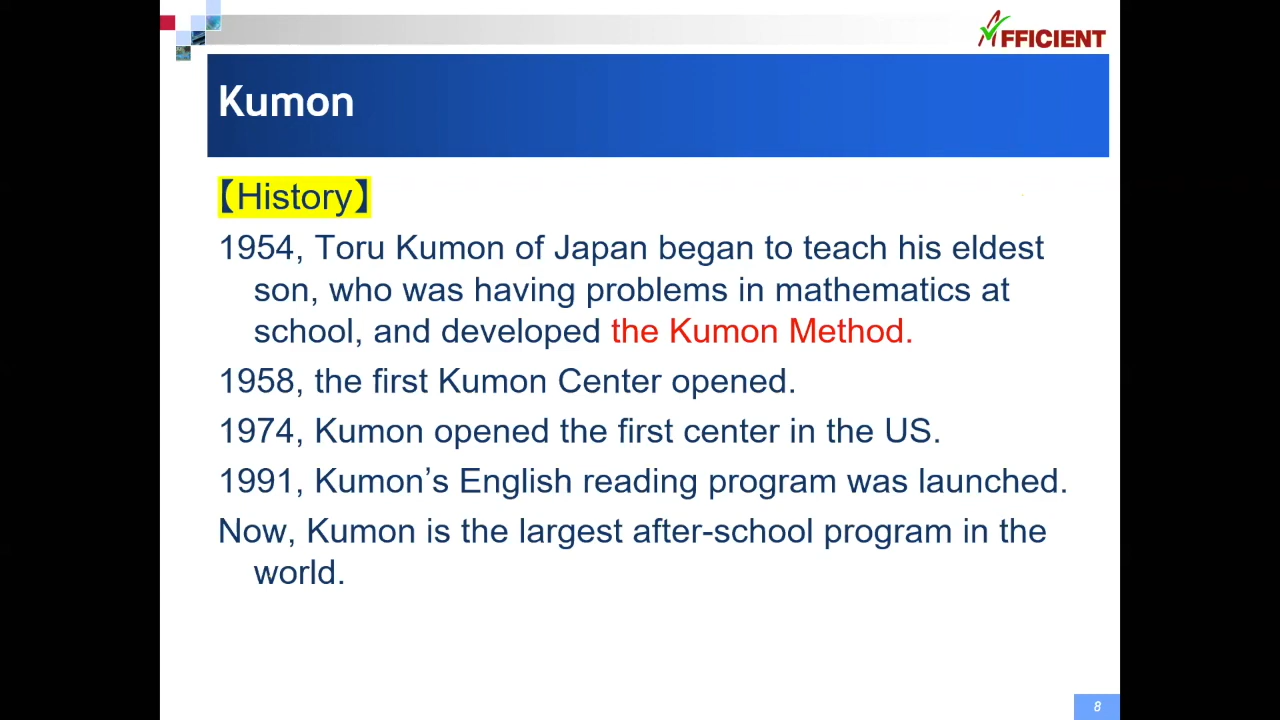 AFFICIENT
Kumon
【History】
1954, Toru Kumon of Japan began to teach his eldest
son, who was having problems in mathematics at
school, and developed the Kumon Method.
1958, the first Kumon Center opened.
1974, Kumon opened the first center in the US.
1991, Kumon’s English reading program was launched.
Now, Kumon is the largest after-school program in the
world.
8